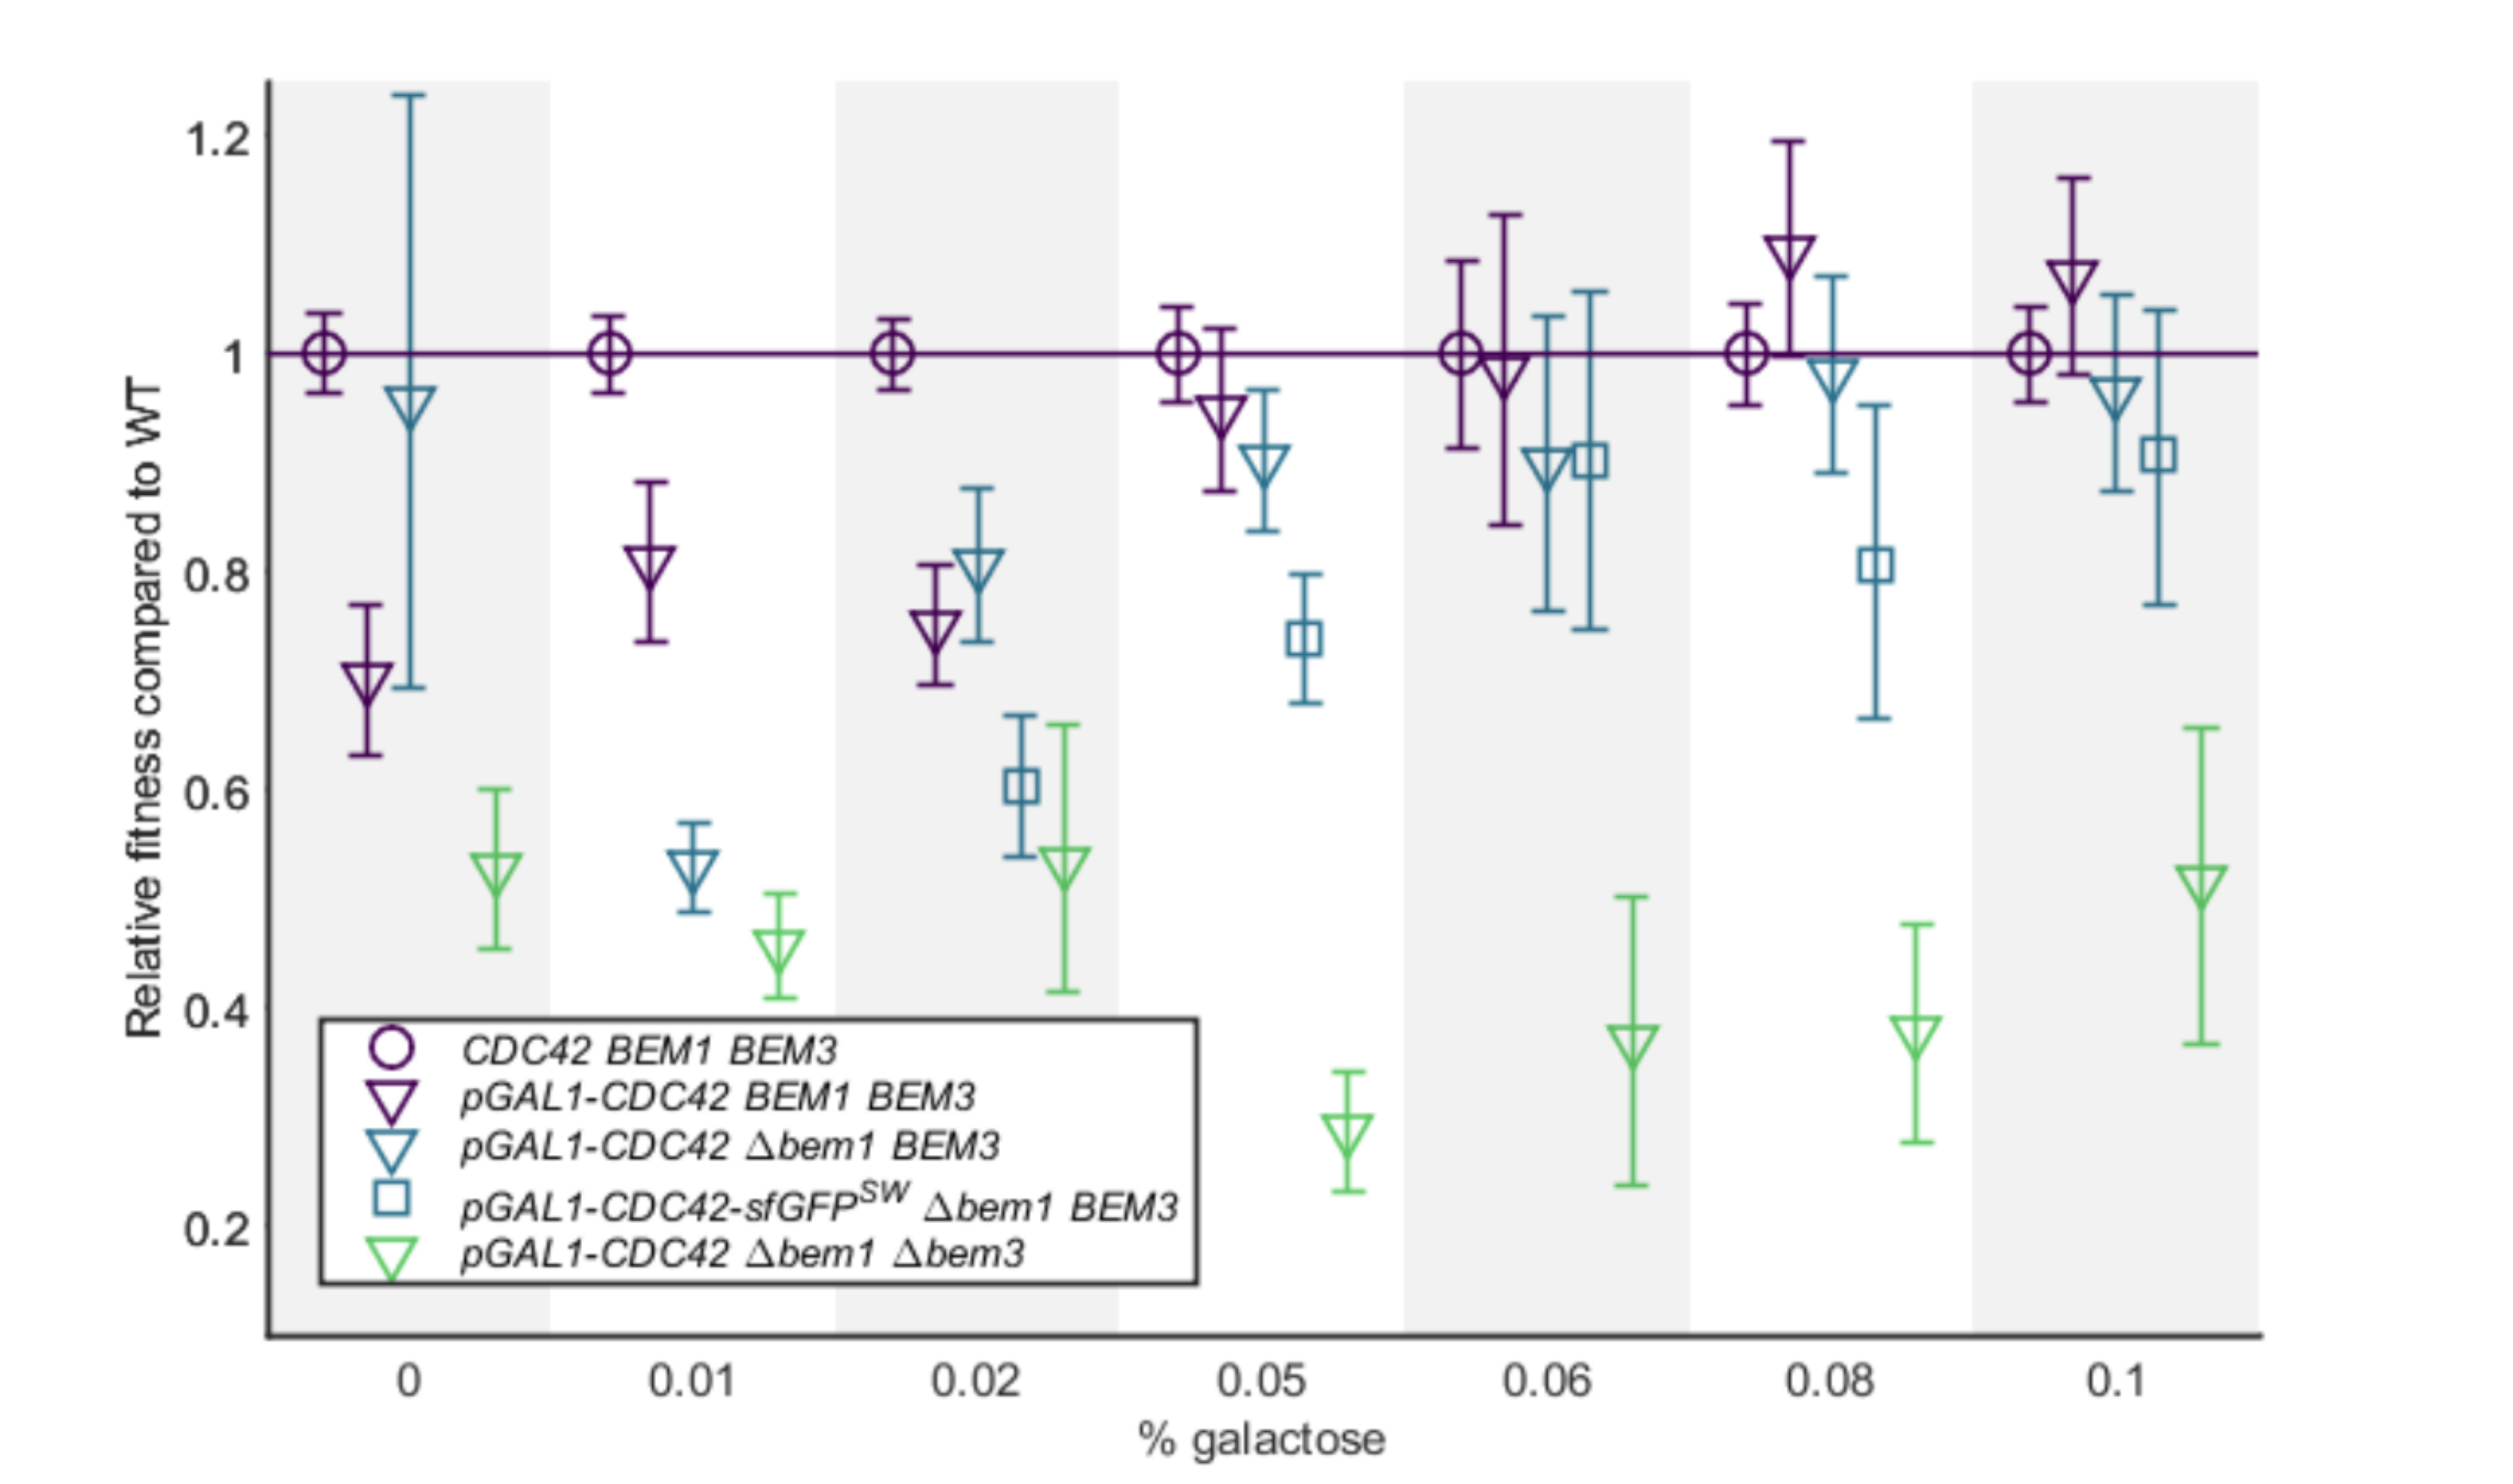 1.2
1
0.8
0.6
0.4
0.2
Relative fitness compared to WT
CDC42 BEM1 BEM3
pGAL1-CDC42 BEM1 BEM3
pGAL1-CDC42 Δbem1 BEM3
pGAL1-CDC42-sfGFP^SW Δbem1 BEM3
pGAL1-CDC42 Δbem1 Δbem3
0 0.01 0.02 0.05 0.06 0.08 0.1
% galactose